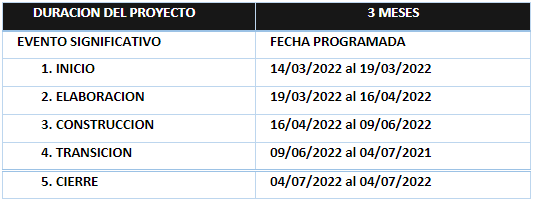 DURACION DEL PROYECTO 3 MESES
EVENTO SIGNIFICATIVO FECHA PROGRAMADA
1. INICIO 14/03/2022 al 19/03/2022
2. ELABORACION 19/03/2022 al 16/04/2022
3. CONSTRUCCION 16/04/2022 al 09/06/2022
4. TRANSICION 09/06/2022 al 04/07/2021
5. CIERRE 04/07/2022 al 04/07/2022